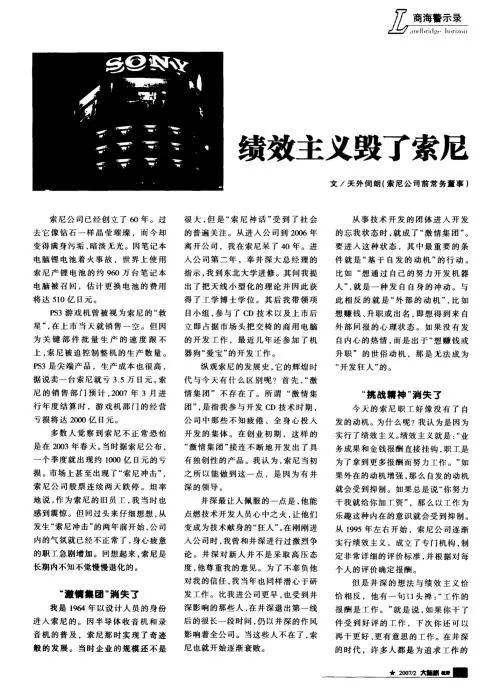 商海警示录
SONY
绩效主义毁了索尼
文/天外伺朗(索尼公司前常务董事)
索尼公司已经创立了60年。过
去它像钻石一样晶莹璀璨,而今却
变得满身污垢、暗淡无光。因笔记本
电脑锂电池着火事故,世界上使用
索尼产锂电池的约960万台笔记本
电脑被召回,估计更换电池的费用
将达510亿日元。
PS3游戏机曾被视为索尼的“救
星”,在上市当天就销售一空。但因
为关键部件批量生产的速度跟不
上,索尼被迫控制整机的生产数量。
PS3是尖端产品,生产成本也很高,
据说卖一台索尼就亏3.5万日元。索
尼的销售部门预计,2007年3月进
行年度结算时,游戏机部门的经营
亏损将达2000亿日元。
多数人觉察到索尼不正常恐怕
是在2003年春天。当时据索尼公布,
一个季度就出现约1000亿日元的亏
损。市场上甚至出现了“索尼冲击”,
索尼公司股票连续两天跌停。坦率
地说,作为索尼的旧员工,我当时也
感到震惊。但回过头来仔细想想,从
发生“索尼冲击”的两年前开始,公司
内的气氛就已经不正常了,身心疲惫
的职工急剧增加。回想起来,索尼是
长期内不知不觉慢慢退化的。
“激情集团”消失了
我是1964年以设计人员的身份
进入索尼的。因半导体收音机和录
音机的普及,索尼那时实现了奇迹
般的发展。当时企业的规模还不是
很大,但是“索尼神话”受到了社会
的普遍关注。从进入公司到2006年
离开公司,我在索尼呆了40年。进
入公司第二年,奉井深大总经理的
指示,我到东北大学进修。其间我提
出了把天线小型化的理论并因此获
得了工学博士学位。其后我带领项
目小组,参与了CD技术以及上市后
立即占据市场头把交椅的商用电脑
的开发工作,最近几年还参加了机
器狗“爱宝”的开发工作。
纵观索尼的发展史,它的辉煌时
代与今天有什么区别呢?首先,“激
情集团”不存在了。所谓“激情集
团”,是指我参与开发CD技术时期,
公司中那些不知疲倦、全身心投入
开发的集体。在创业初期,这样的
“激情集团”接连不断地开发出了具
有独创性的产品。我认为,索尼当初
之所以能做到这一点,是因为有井
深的领导。
井深最让人佩服的一点是,他能
点燃技术开发人员心中之火,让他们
变成为技术献身的“狂人”。在刚刚进
入公司时,我曾和井深进行过激烈争
论。井深对新人并不是采取高压态
度,他尊重我的意见。为了不辜负他
对我的信任,我当年也同样潜心于研
发工作。比我进公司更早,也受到井
深影响的那些人,在井深退出第一线
后的很长一段时间,仍以井深的作风
影响着全公司。当这些人不在了,索
尼也就开始逐渐衰败。
从事技术开发的团体进入开发
的忘我状态时,就成了“激情集团”。
要进入这种状态,其中最重要的条
件就是“基于自发的动机”的行动。
比如“想通过自己的努力开发机器
人”,就是一种发自自身的冲动。与
此相反的就是“外部的动机”,比如
想赚钱、升职或出名,即想得到来自
外部回报的心理状态。如果没有发
自内心的热情,而是出于“想赚钱或
升职”的世俗动机,那是无法成为
“开发狂人”的。
“挑战精神”消失了
今天的索尼职工好像没有了自
发的动机。为什么呢?我认为是因为
实行了绩效主义。绩效主义就是:“业
务成果和金钱报酬直接挂钩,职工是
为了拿到更多报酬而努力工作。”如
果外在的动机增强,那么自发的动机
就会受到抑制。如果总是说“你努力
干我就给你加工资”,那么以工作为
乐趣这种内在的意识就会受到抑制。
从1995年左右开始,索尼公司逐渐
实行绩效主义,成立了专门机构,制
定非常详细的评价标准,并根据对每
个人的评价确定报酬。
但是井深的想法与绩效主义恰
恰相反,他有一句口头禅:“工作的
报酬是工作。”就是说,如果你干了
件受到好评的工作,下次你还可以
再干更好、更有意思的工作。在井深
的时代,许多人都是为追求工作的
★ 2007/2